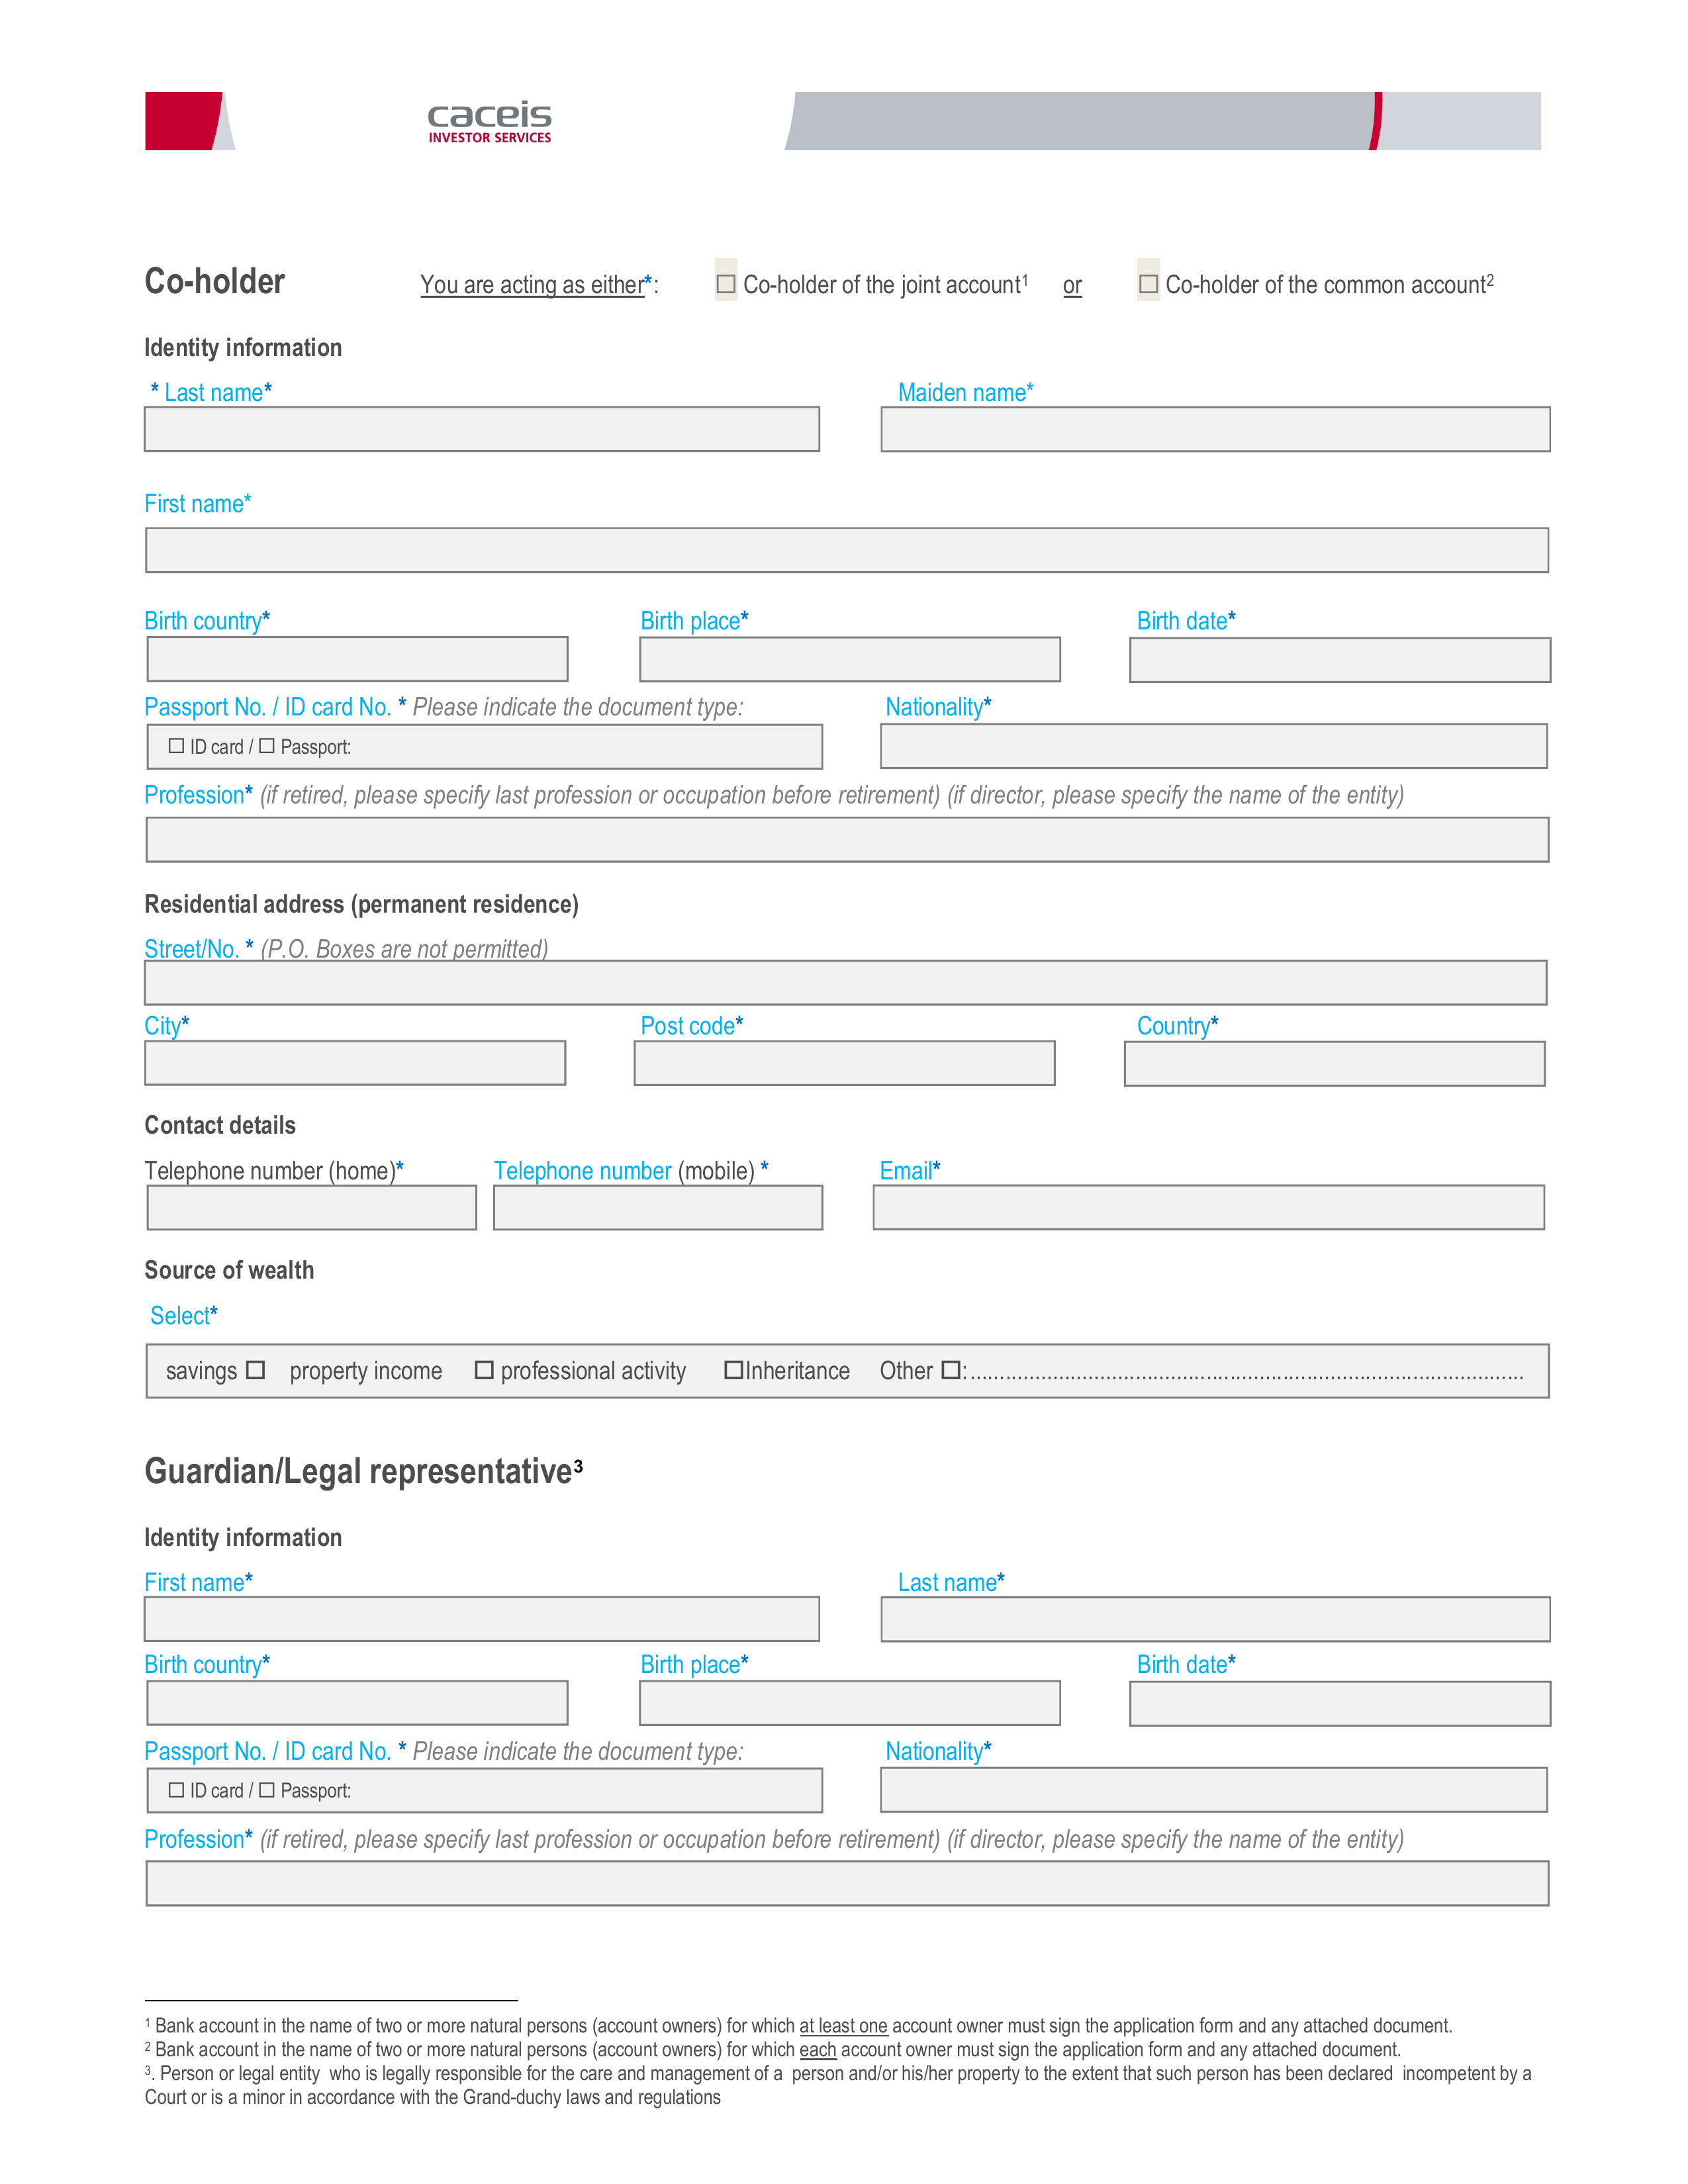 caceis
INVESTOR SERVICES
Co-holder You are acting as either*: ☐ Co-holder of the joint account¹ or ☐ Co-holder of the common account²
Identity information
* Last name* Maiden name*
First name*
Birth country* Birth place* Birth date*
Passport No. / ID card No. * Please indicate the document type: Nationality*
☐ ID card / ☐ Passport:
Profession* (if retired, please specify last profession or occupation before retirement) (if director, please specify the name of the entity)
Residential address (permanent residence)
Street/No. * (P.O. Boxes are not permitted)
City* Post code* Country*
Contact details
Telephone number (home)* Telephone number (mobile) * Email*
Source of wealth
Select*
savings ☐ property income ☐ professional activity ☐Inheritance Other ☐:...............................................................................................
Guardian/Legal representative³
Identity information
First name* Last name*
Birth country* Birth place* Birth date*
Passport No. / ID card No. * Please indicate the document type: Nationality*
☐ ID card / ☐ Passport:
Profession* (if retired, please specify last profession or occupation before retirement) (if director, please specify the name of the entity)
¹ Bank account in the name of two or more natural persons (account owners) for which at least one account owner must sign the application form and any attached document.
² Bank account in the name of two or more natural persons (account owners) for which each account owner must sign the application form and any attached document.
³. Person or legal entity who is legally responsible for the care and management of a person and/or his/her property to the extent that such person has been declared incompetent by a
Court or is a minor in accordance with the Grand-duchy laws and regulations